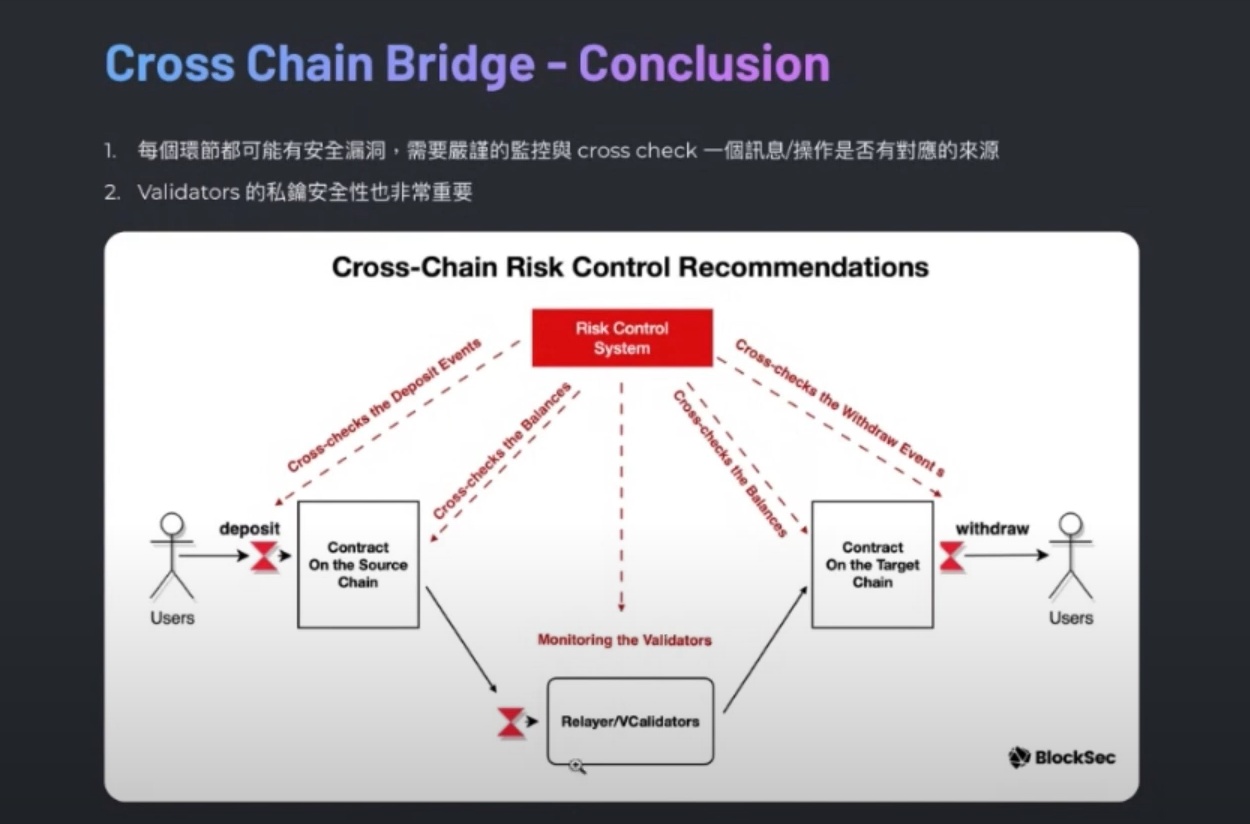 Cross Chain Bridge - Conclusion
1. 每個環節都可能有安全漏洞，需要嚴謹的監控與 cross check 一個訊息/操作是否有對應的來源
2. Validators 的私鑰安全性也非常重要
Cross-Chain Risk Control Recommendations
Risk Control
System
Cross-checks the Deposit Events
Cross-checks the Balances
Cross-checks the Balances
Cross-checks the Withdraw Event s
deposit
Users
Contract
On the Source
Chain
Contract
On the Target
Chain
withdraw
Users
Monitoring the Validators
Relayer/VCalidators
BlockSec